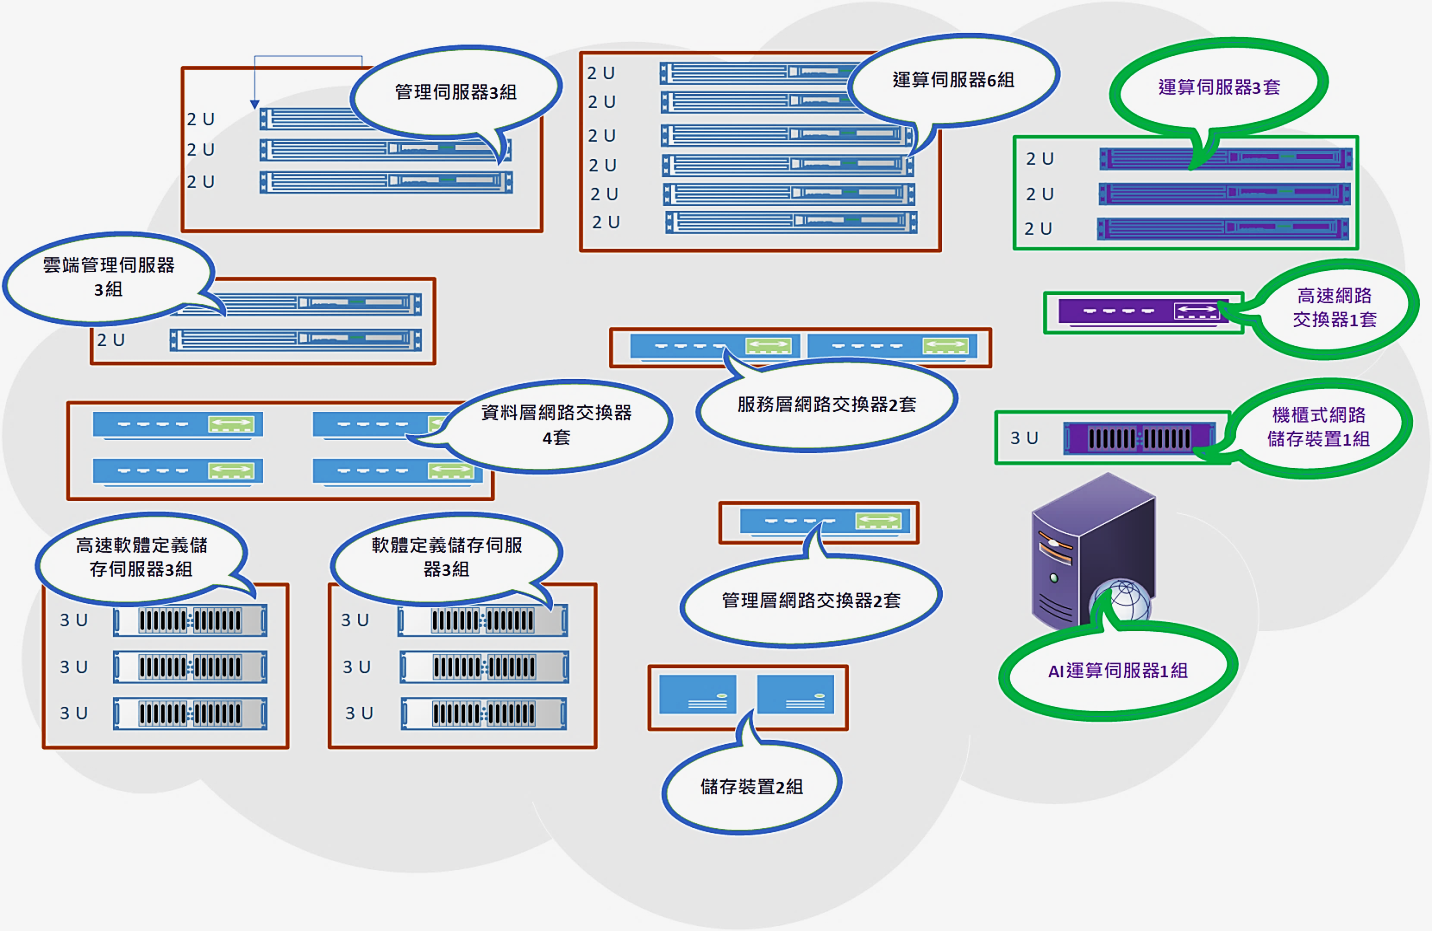 2 U
2 U
2 U
管理伺服器3組
2 U
2 U
2 U
2 U
2 U
2 U
運算伺服器6組
運算伺服器3套
2 U
2 U
2 U
雲端管理伺服器
3組
2 U
高速網路
交換器1套
服務層網路交換器2套
資料層網路交換器
4套
3 U
機櫃式網路
儲存裝置1組
高速軟體定義儲
存伺服器3組
3 U
3 U
3 U
軟體定義儲存伺服
器3組
3 U
3 U
3 U
管理層網路交換器2套
AI運算伺服器1組
儲存裝置2組